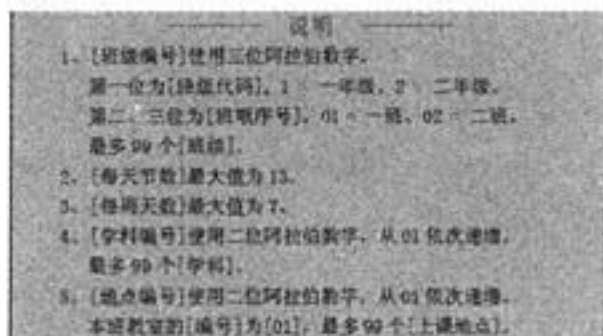 说明
1、[班级编号]使用三位阿拉伯数字。
第一位为[班级代码]，1 = 一年级、2 = 二年级。
第二、三位为[班顺序号]，01 = 一班、02 = 二班。
最多99个[班级]。
2、[每天节数]最大值为13。
3、[每周天数]最大值为7。
4、[学科编号]使用二位阿拉伯数字，从01依次递增。
最多99个[学科]。
5、[地点编号]使用二位阿拉伯数字，从01依次递增。
本班教室的[编号]为[01]，最多99个[上课地点]。